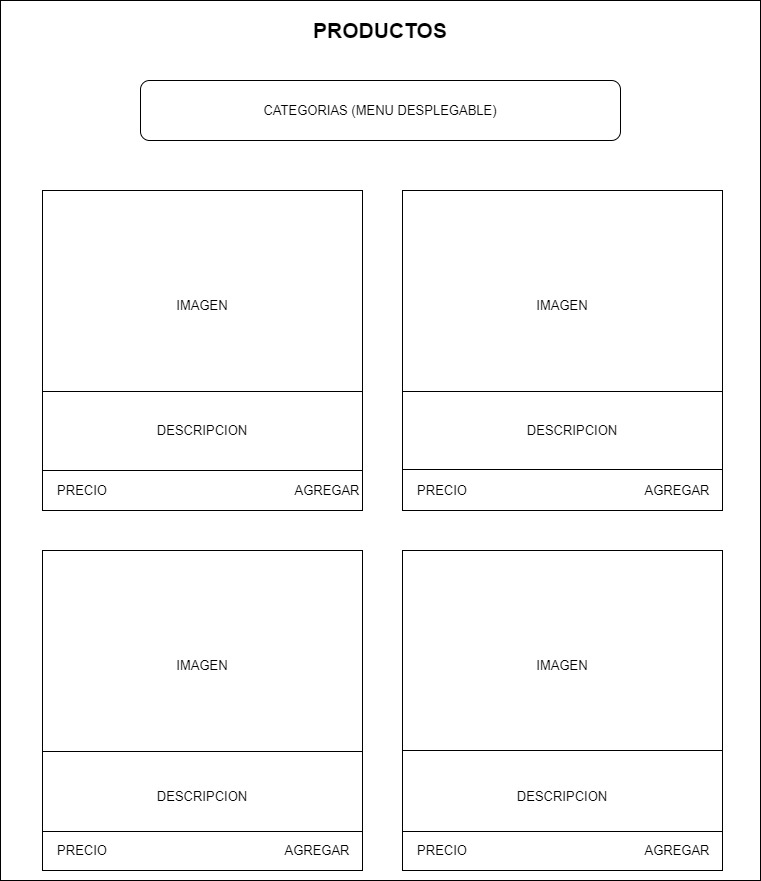 PRODUCTOS
CATEGORIAS (MENU DESPLEGABLE)
IMAGEN
IMAGEN
DESCRIPCION
DESCRIPCION
PRECIO AGREGAR
PRECIO AGREGAR
IMAGEN
IMAGEN
DESCRIPCION
DESCRIPCION
PRECIO AGREGAR
PRECIO AGREGAR